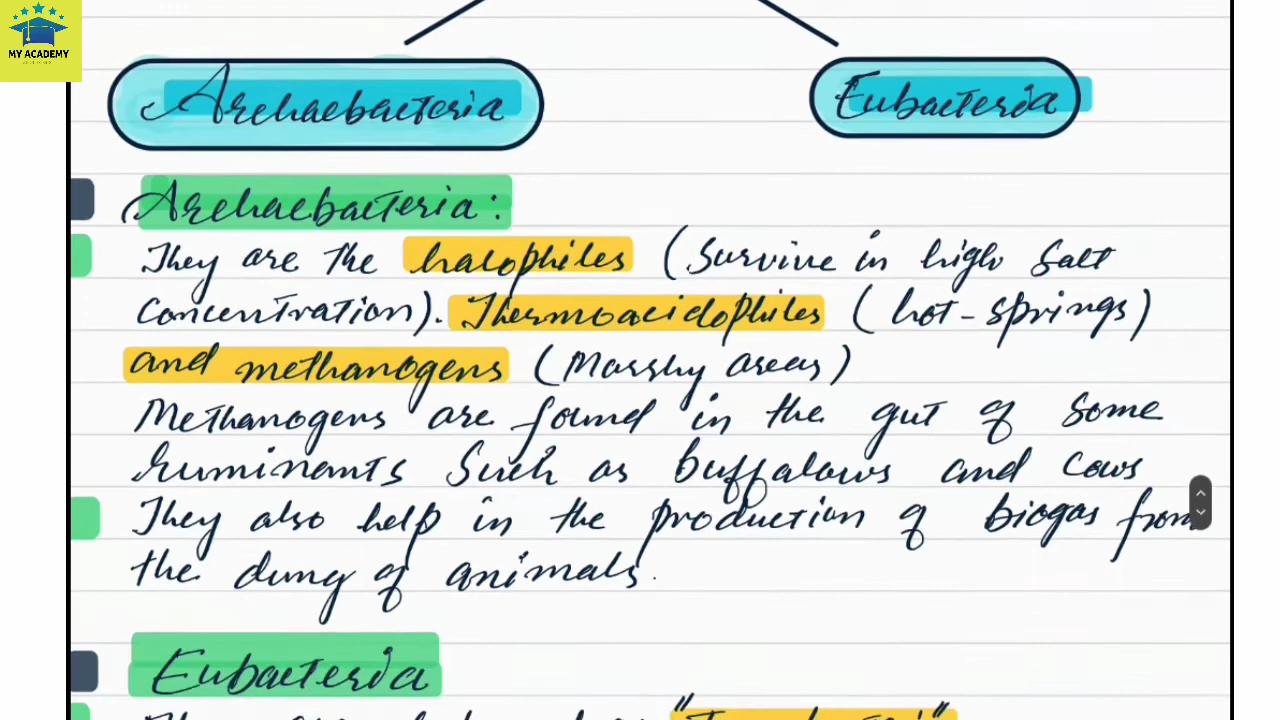 MY ACADEMY
Archaebacteria
Eubacteria
Archaebacteria:
They are the halophiles (Survive in high Salt
Concentration). Thermoacidophiles (hot-springs)
and methanogens (Marshy areas)
Methanogens are found in the gut of some
ruminants Such as buffalows and cows
They also help in the production of biogas from
the dung of animals.
Eubacteria